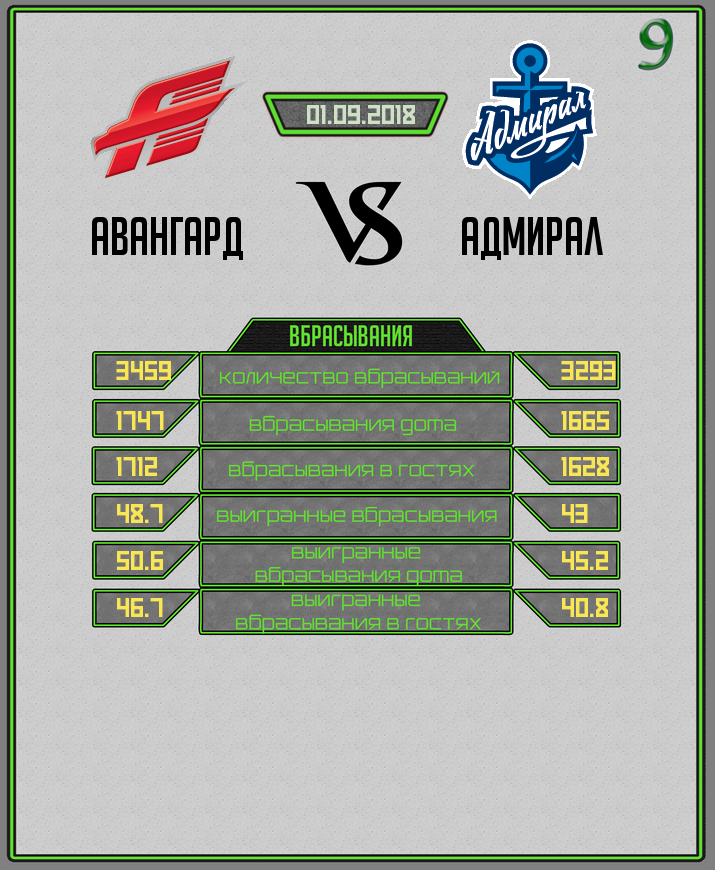 9
01.09.2018
Адмирал
АВАНГАРД VS АДМИРАЛ
ВБРАСЫВАНИЯ
3459 количество вбрасываний 3293
1747 вбрасывания дома 1665
1712 вбрасывания в гостях 1628
48.7 выигранные вбрасывания 43
50.6 выигранные вбрасывания дома 45.2
46.7 выигранные вбрасывания в гостях 40.8